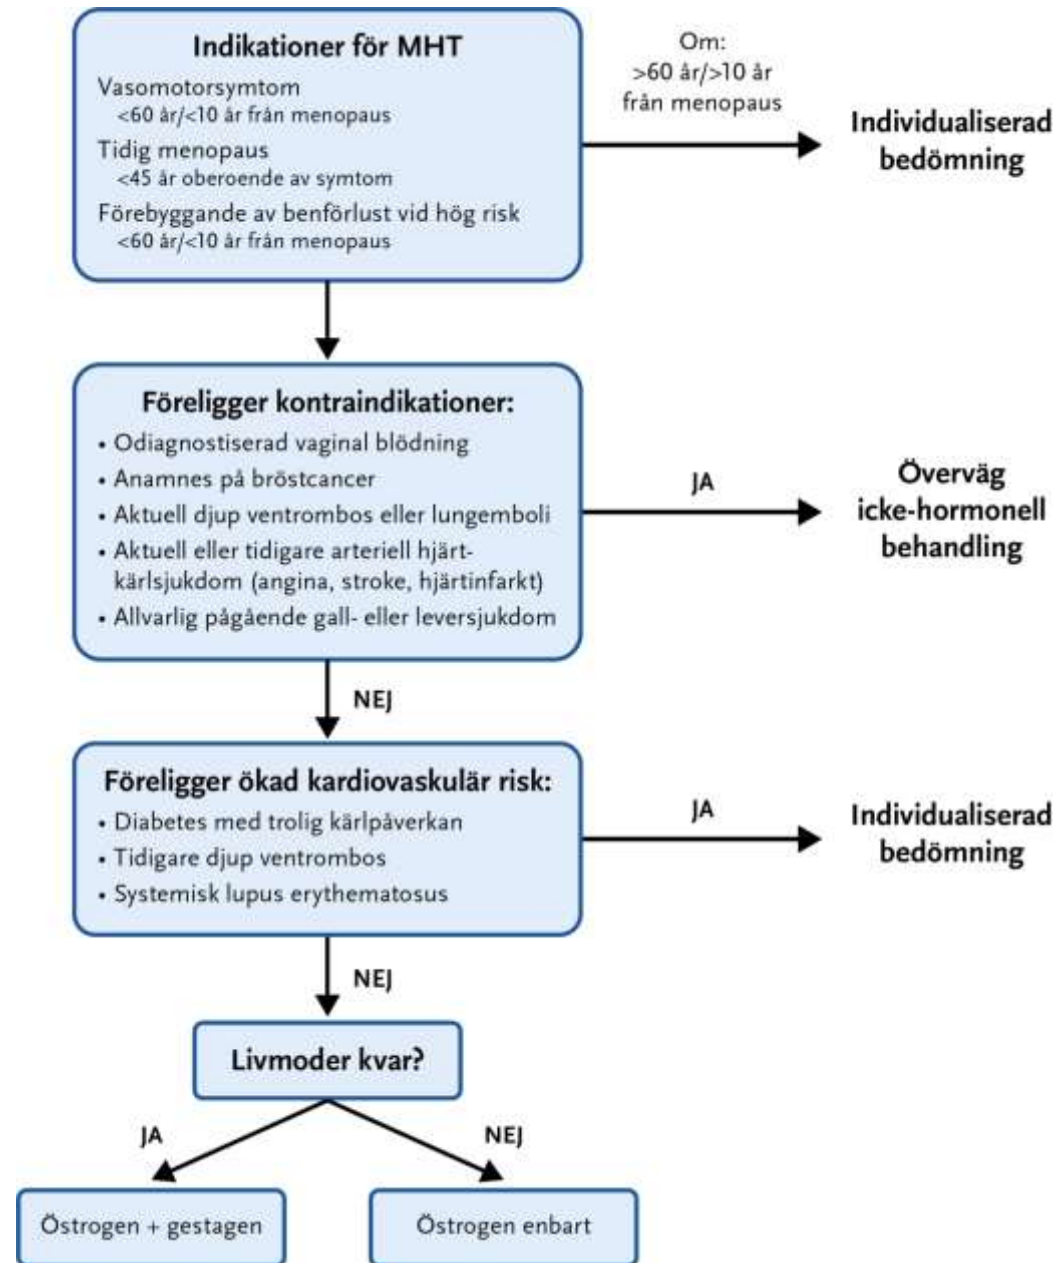 Indikationer för MHT
Vasomotorsymtom
<60 år/<10 år från menopaus
Tidig menopaus
<45 år oberoende av symtom
Förebyggande av benförlust vid hög risk
<60 år/<10 år från menopaus
Om:
>60 år/>10 år
från menopaus
Individualiserad
bedömning
Föreligger kontraindikationer:
• Odiagnostiserad vaginal blödning
• Anamnes på bröstcancer
• Aktuell djup ventrombos eller lungemboli
• Aktuell eller tidigare arteriell hjärt-
kärlsjukdom (angina, stroke, hjärtinfarkt)
• Allvarlig pågående gall- eller leversjukdom
JA
Överväg
icke-hormonell
behandling
NEJ
Föreligger ökad kardiovaskulär risk:
• Diabetes med trolig kärlpåverkan
• Tidigare djup ventrombos
• Systemisk lupus erythematosus
JA
Individualiserad
bedömning
NEJ
Livmoder kvar?
JA
NEJ
Östrogen + gestagen
Östrogen enbart